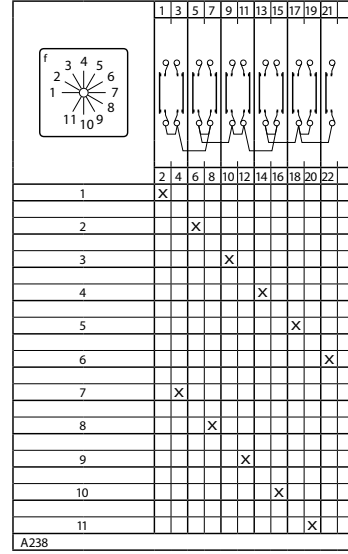 1 3 5 7 9 11 13 15 17 19 21
f
3 4 5
2 6
1 7
8
11 10 9
2 4 6 8 10 12 14 16 18 20 22
1 X
2 X
3 X
4 X
5 X
6 X
7 X
8 X
9 X
10 X
11 X
A238